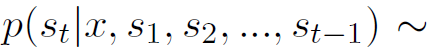 p(s_t|x, s_1, s_2, ..., s_{t-1}) ∼